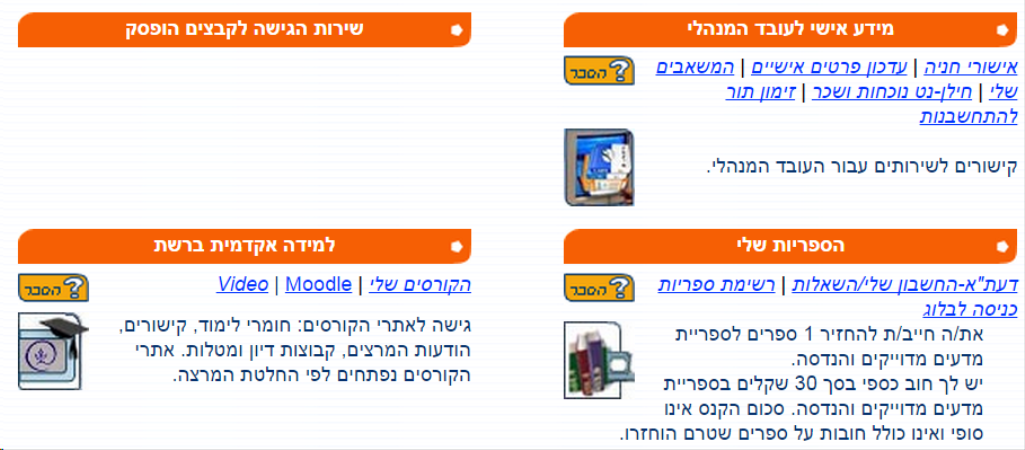 מידע אישי לעובד המנהלי
אישורי חניה | עדכון פרטים אישיים | המשאבים
שלי | חילן-נט נוכחות ושכר | זימון תור
להתחשבנות
הסבר
קישורים לשירותים עבור העובד המנהלי.
שירות הגישה לקבצים הופסק
הספריות שלי
דעת"א-החשבון שלי/השאלות | רשימת ספריות
כניסה לבלוג
הסבר
את/ה חייב/ת להחזיר 1 ספרים לספריית
מדעים מדוייקים והנדסה.
יש לך חוב כספי בסך 30 שקלים בספריית
מדעים מדוייקים והנדסה. סכום הקנס אינו
סופי ואינו כולל חובות על ספרים שטרם הוחזרו.
למידה אקדמית ברשת
הקורסים שלי | Moodle | Video
הסבר
גישה לאתרי הקורסים: חומרי לימוד, קישורים,
הודעות המרצים, קבוצות דיון ומטלות. אתרי
הקורסים נפתחים לפי החלטת המרצה.